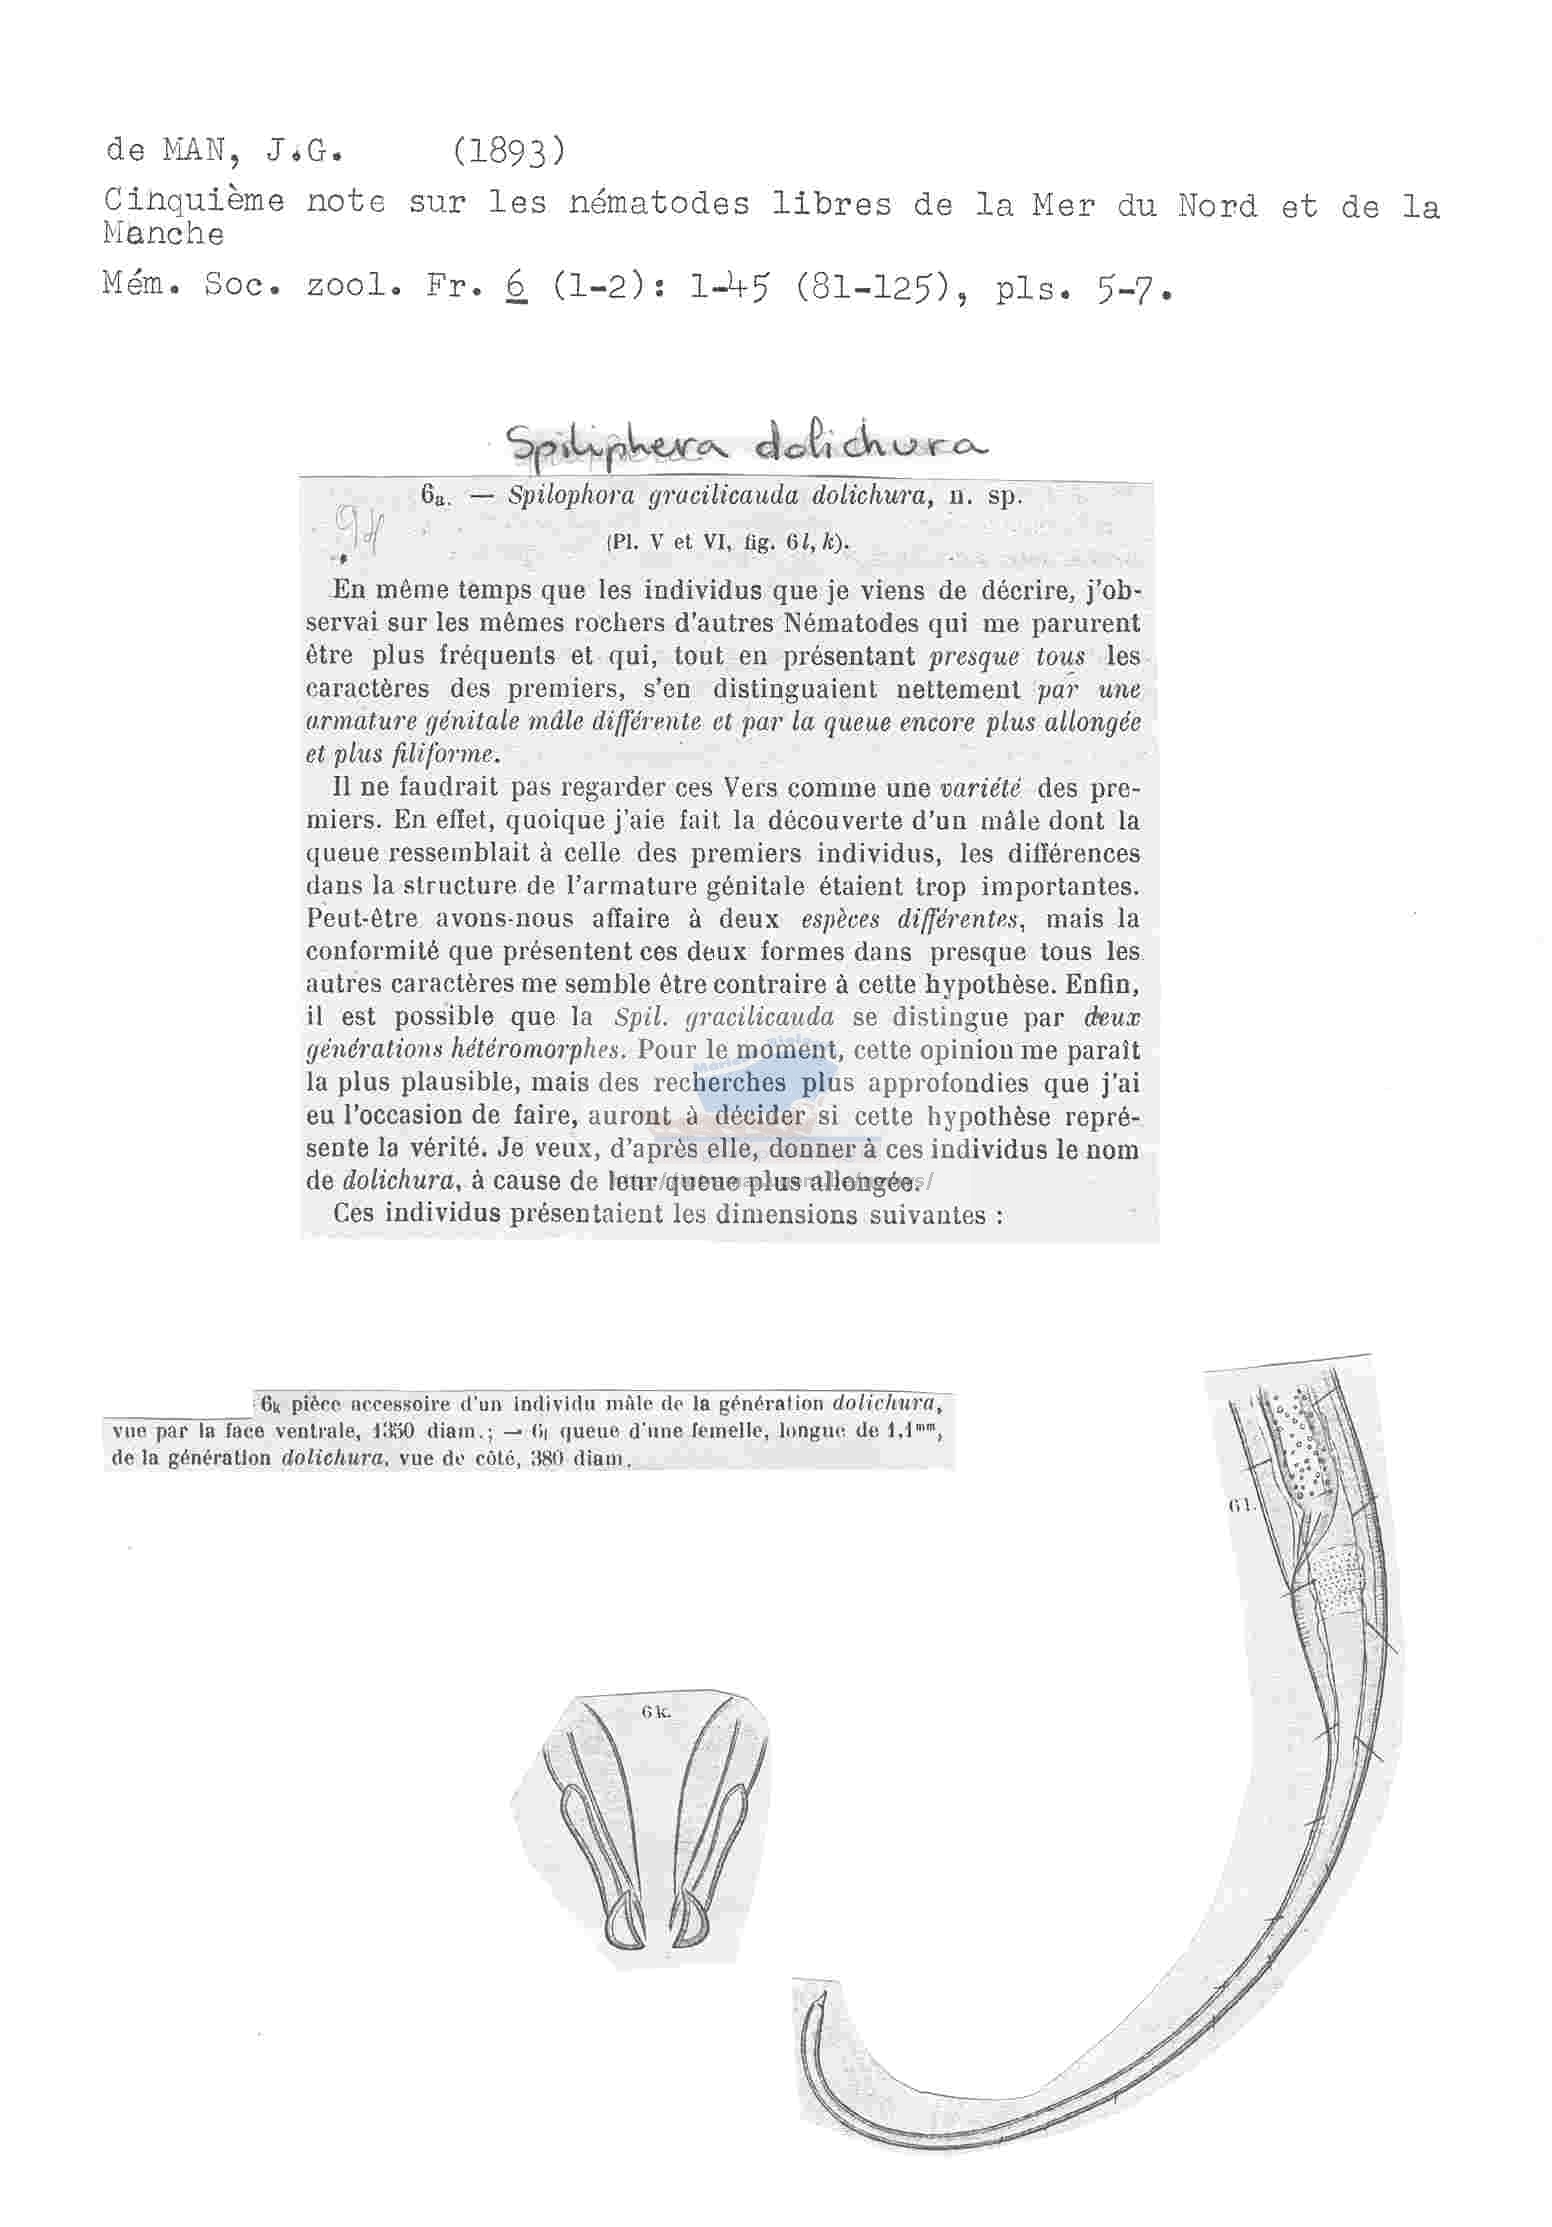 de MAN, J.G. (1893)
Cinquième note sur les nématodes libres de la Mer du Nord et de la
Manche
Mém. Soc. zool. Fr. 6 (1-2): 1-45 (81-125), pls. 5-7.
Spiliphera dolichura
6a. — Spilophora gracilicauda dolichura, n. sp.
(Pl. V et VI, fig. 6 l, k).
En même temps que les individus que je viens de décrire, j'ob-
servai sur les mêmes rochers d'autres Nématodes qui me parurent
être plus fréquents et qui, tout en présentant presque tous les
caractères des premiers, s'en distinguaient nettement par une
armature génitale mâle différente et par la queue encore plus allongée
et plus filiforme.
Il ne faudrait pas regarder ces Vers comme une variété des pre-
miers. En effet, quoique j'aie fait la découverte d'un mâle dont la
queue ressemblait à celle des premiers individus, les différences
dans la structure de l'armature génitale étaient trop importantes.
Peut-être avons-nous affaire à deux espèces différentes, mais la
conformité que présentent ces deux formes dans presque tous les
autres caractères me semble être contraire à cette hypothèse. Enfin,
il est possible que la Spil. gracilicauda se distingue par deux
générations hétéromorphes. Pour le moment, cette opinion me paraît
la plus plausible, mais des recherches plus approfondies que j'ai
eu l'occasion de faire, auront à décider si cette hypothèse repré-
sente la vérité. Je veux, d'après elle, donner à ces individus le nom
de dolichura, à cause de leur queue plus allongée.
Ces individus présentaient les dimensions suivantes :
6k pièce accessoire d'un individu mâle de la génération dolichura,
vue par la face ventrale, 1350 diam.; — 6l queue d'une femelle, longue de 1,1mm,
de la génération dolichura, vue de côté, 380 diam.
6 l.
6 k.